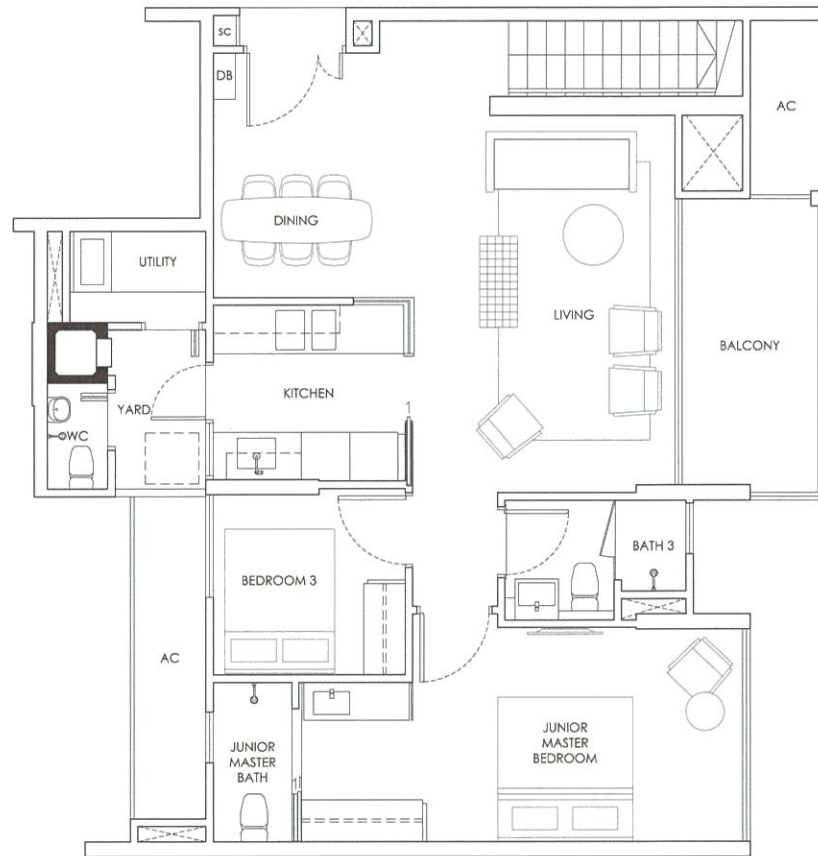 SC
DB
AC
DINING
UTILITY
LIVING
BALCONY
KITCHEN
YARD
WC
BATH 3
BEDROOM 3
AC
JUNIOR
MASTER
BEDROOM
JUNIOR
MASTER
BATH